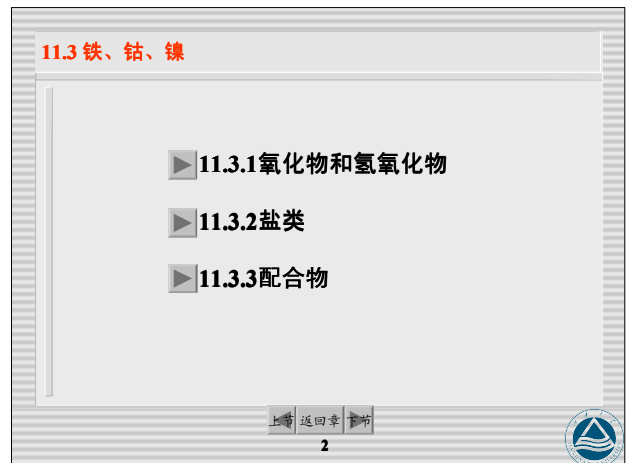 11.3 铁、钴、镍
11.3.1氧化物和氢氧化物
11.3.2盐类
11.3.3配合物
上节 返回章 下节
2